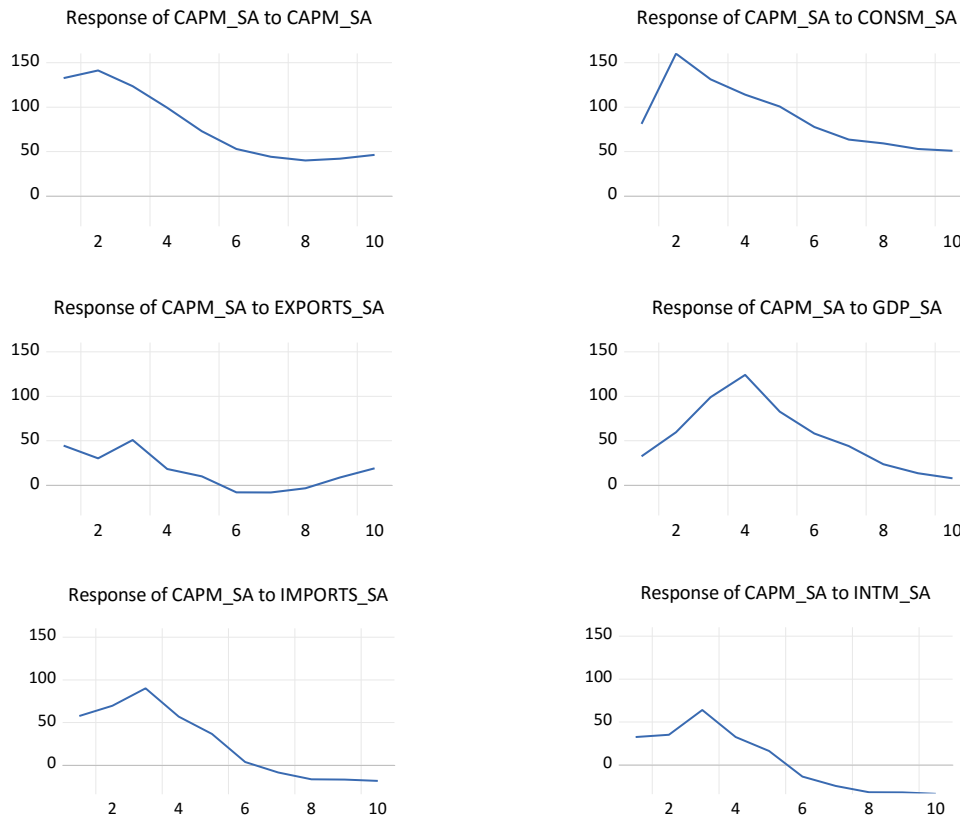 Response of CAPM_SA to CAPM_SA
150
100
50
0
2 4 6 8 10
Response of CAPM_SA to CONSM_SA
150
100
50
0
2 4 6 8 10
Response of CAPM_SA to EXPORTS_SA
150
100
50
0
2 4 6 8 10
Response of CAPM_SA to GDP_SA
150
100
50
0
2 4 6 8 10
Response of CAPM_SA to IMPORTS_SA
150
100
50
0
2 4 6 8 10
Response of CAPM_SA to INTM_SA
150
100
50
0
2 4 6 8 10